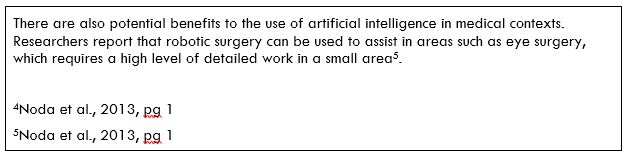 There are also potential benefits to the use of artificial intelligence in medical contexts.
Researchers report that robotic surgery can be used to assist in areas such as eye surgery,
which requires a high level of detailed work in a small area⁵.
⁴Noda et al., 2013, pg 1
⁵Noda et al., 2013, pg 1